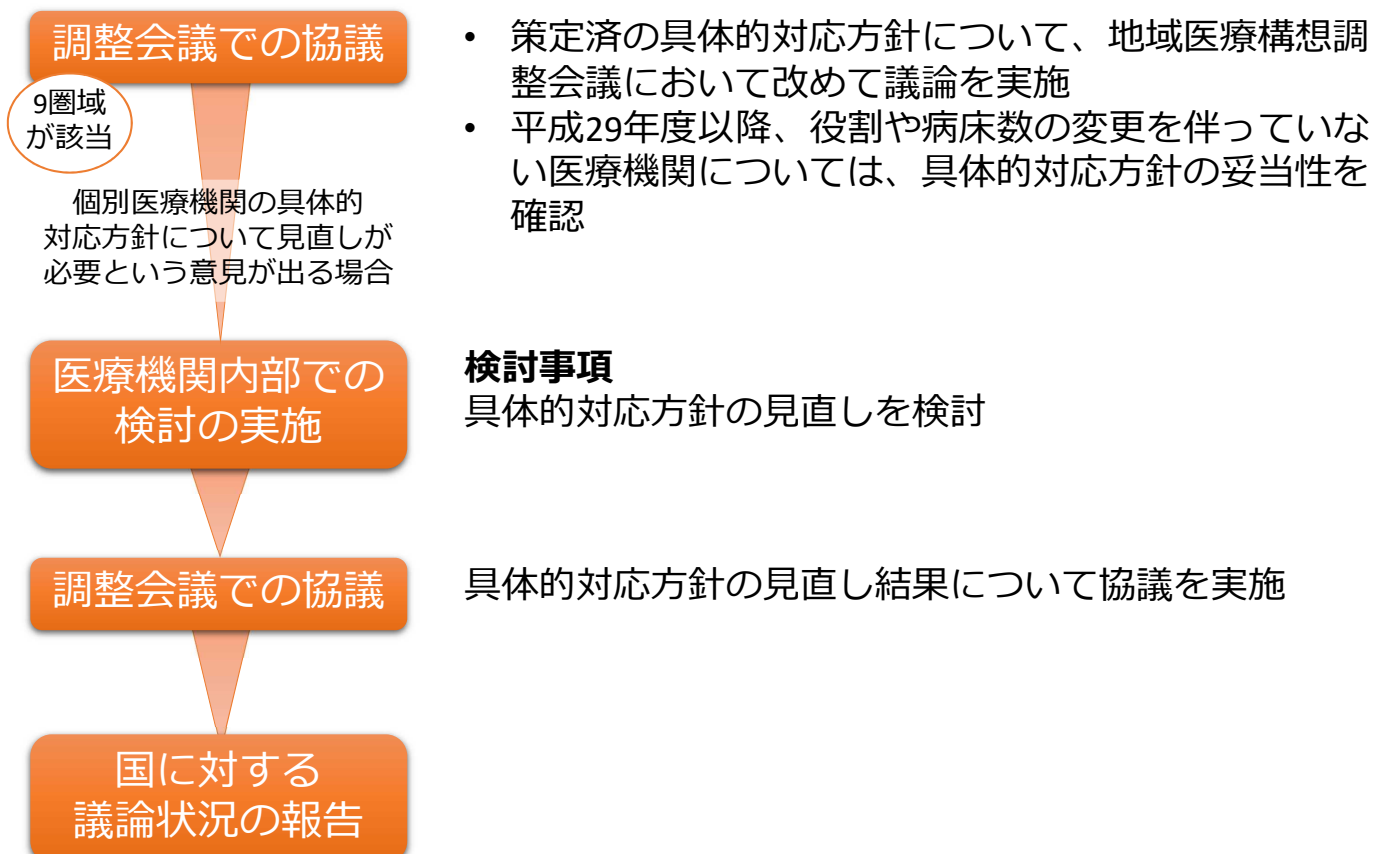 調整会議での協議
9圏域
が該当
• 策定済の具体的対応方針について、地域医療構想調
整会議において改めて議論を実施
• 平成29年度以降、役割や病床数の変更を伴っていな
い医療機関については、具体的対応方針の妥当性を
確認
個別医療機関の具体的
対応方針について見直しが
必要という意見が出る場合
医療機関内部での
検討の実施
検討事項
具体的対応方針の見直しを検討
調整会議での協議
具体的対応方針の見直し結果について協議を実施
国に対する
議論状況の報告